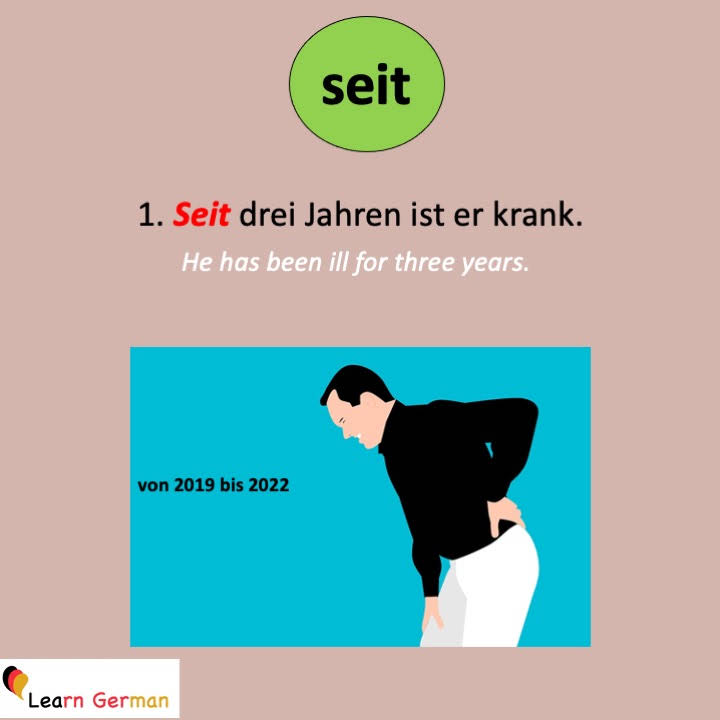 seit
1. Seit drei Jahren ist er krank.
He has been ill for three years.
von 2019 bis 2022
Learn German